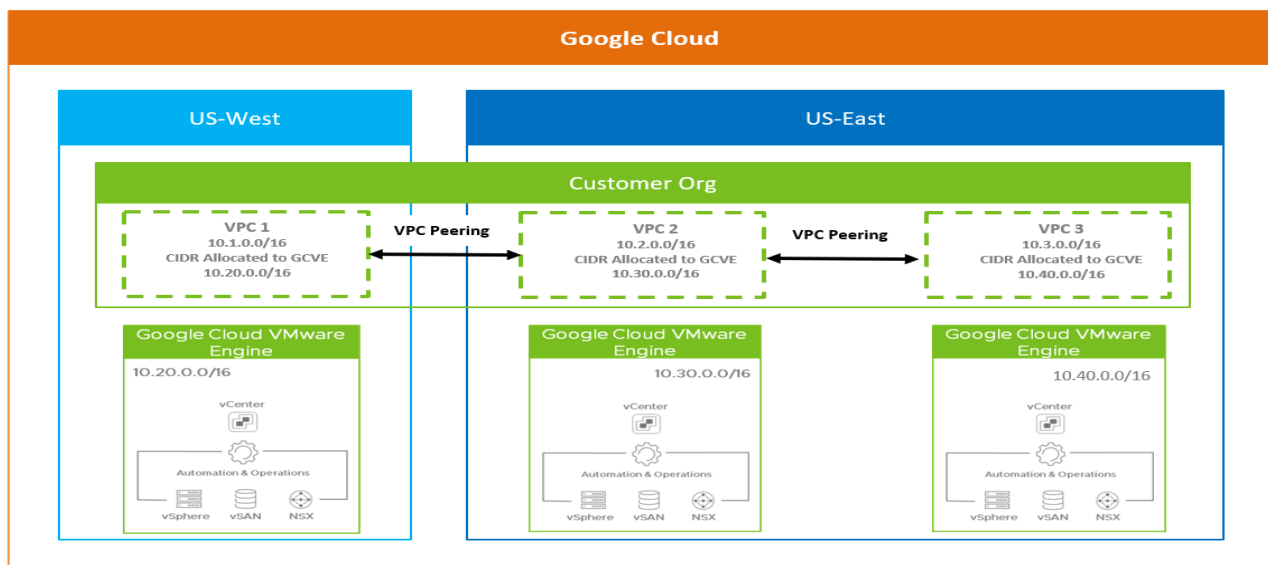 Google Cloud
US-West
US-East
Customer Org
VPC 1
10.1.0.0/16
CIDR Allocated to GCVE
10.20.0.0/16
VPC Peering
VPC 2
10.2.0.0/16
CIDR Allocated to GCVE
10.30.0.0/16
VPC Peering
VPC 3
10.3.0.0/16
CIDR Allocated to GCVE
10.40.0.0/16
Google Cloud VMware
Engine
10.20.0.0/16
vCenter
Automation & Operations
vSphere vSAN NSX
Google Cloud VMware
Engine
10.30.0.0/16
vCenter
Automation & Operations
vSphere vSAN NSX
Google Cloud VMware
Engine
10.40.0.0/16
vCenter
Automation & Operations
vSphere vSAN NSX